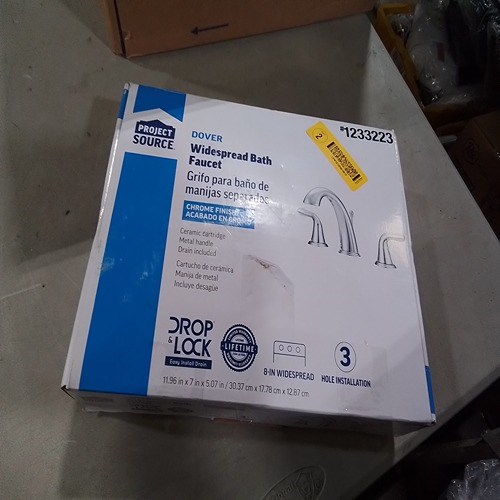 PROJECT
SOURCE
DOVER
Widespread Bath
Faucet
Grifo para baño de
manijas separadas
CHROME FINISH
ACABADO EN CROMO
Ceramic cartridge
Metal handle
Drain included
Cartucho de cerámica
Manija de metal
Incluye desagüe
#1233223
2
DROP
& LOCK
Easy Install Drain
LIFETIME
8-IN WIDESPREAD
3
HOLE INSTALLATION
11.96 in x 7 in x 5.07 in / 30.37 cm x 17.78 cm x 12.87 cm